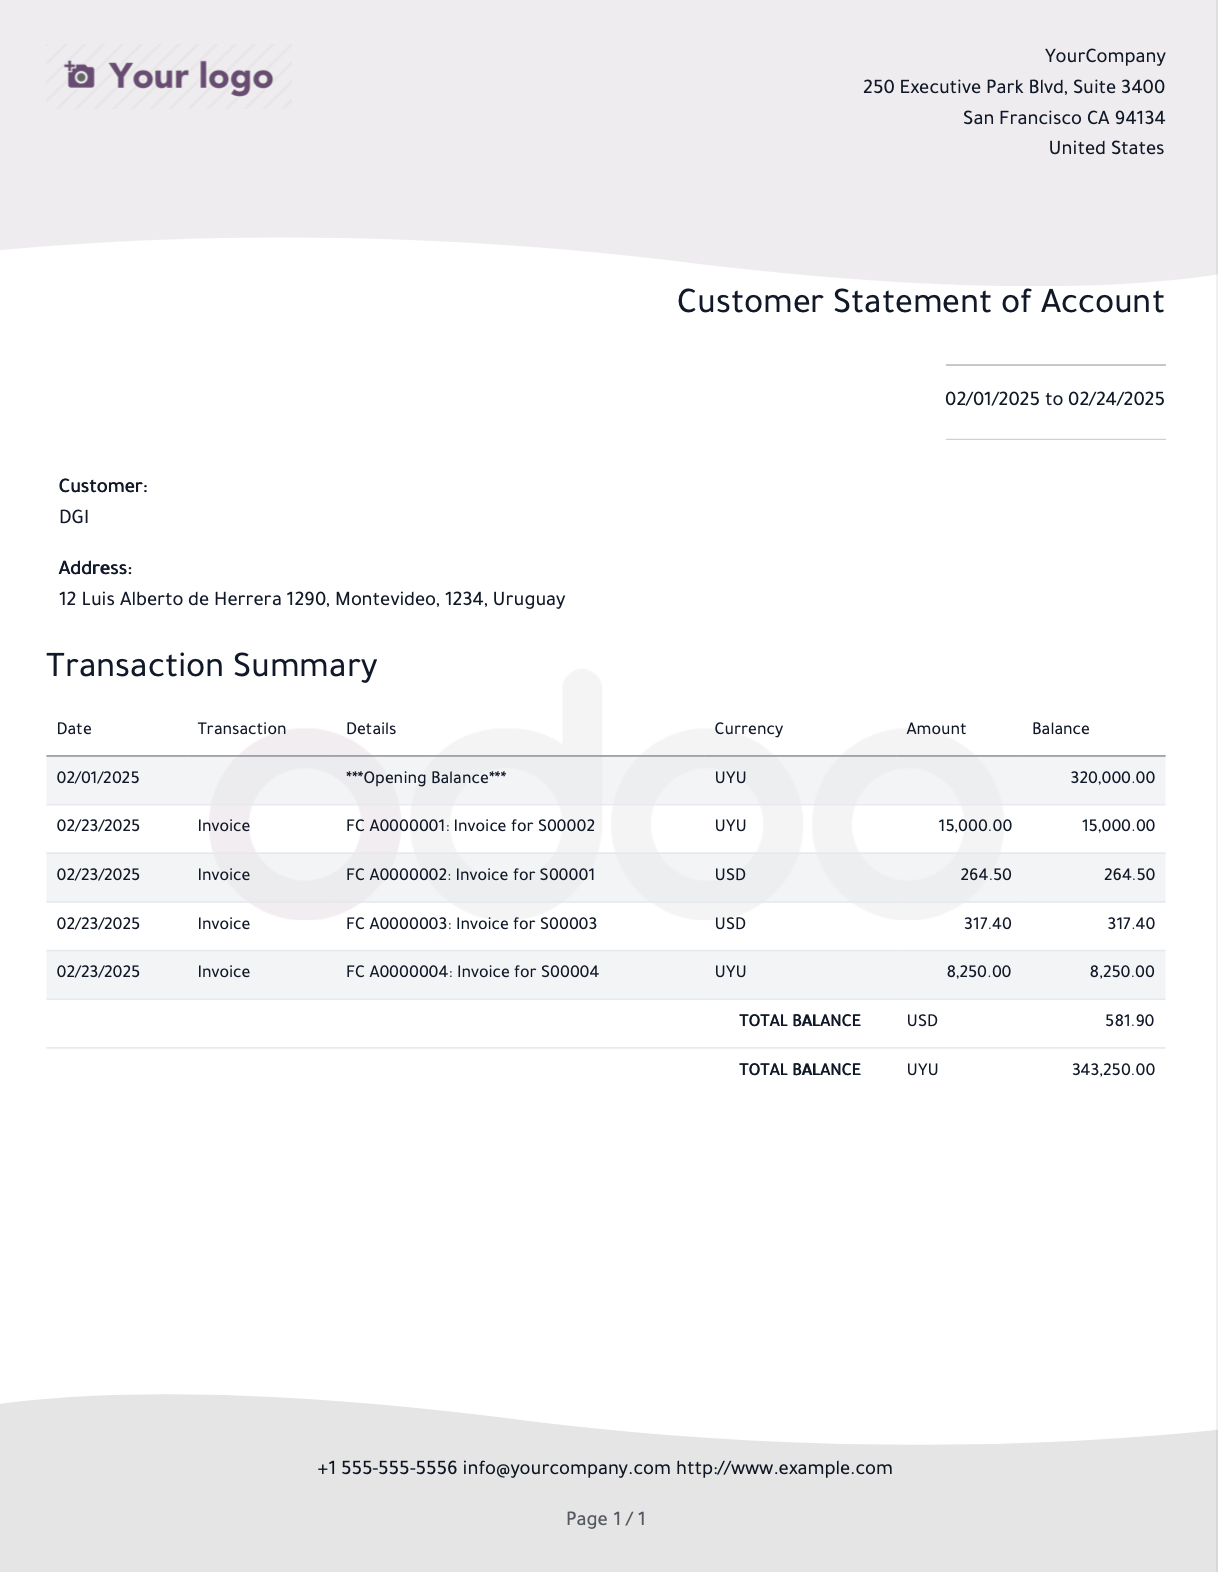 Your logo
YourCompany
250 Executive Park Blvd, Suite 3400
San Francisco CA 94134
United States
Customer Statement of Account
02/01/2025 to 02/24/2025
Customer:
DGI
Address:
12 Luis Alberto de Herrera 1290, Montevideo, 1234, Uruguay
Transaction Summary
odoo
Date Transaction Details Currency Amount Balance
02/01/2025 ***Opening Balance*** UYU 320,000.00
02/23/2025 Invoice FC A0000001: Invoice for S00002 UYU 15,000.00 15,000.00
02/23/2025 Invoice FC A0000002: Invoice for S00001 USD 264.50 264.50
02/23/2025 Invoice FC A0000003: Invoice for S00003 USD 317.40 317.40
02/23/2025 Invoice FC A0000004: Invoice for S00004 UYU 8,250.00 8,250.00
TOTAL BALANCE USD 581.90
TOTAL BALANCE UYU 343,250.00
+1 555-555-5556 info@yourcompany.com http://www.example.com
Page 1 / 1